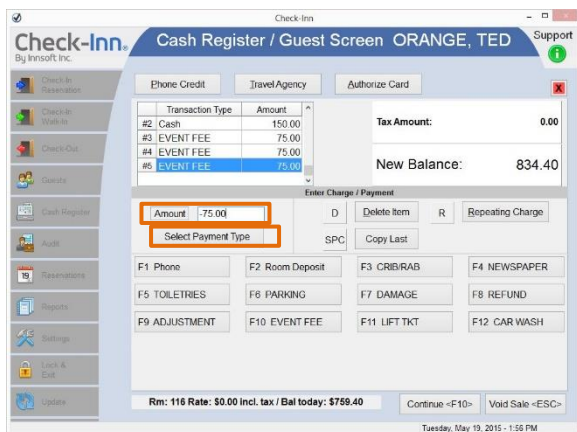 Check-Inn
Check-Inn®
By Innsoft Inc.
Cash Register / Guest Screen ORANGE, TED
Support
Check-In Reservation
Check-In Walk-In
Check-Out
Guests
Cash Register
Audit
19 Reservations
Reports
Settings
Lock & Exit
Update
Phone Credit Travel Agency Authorize Card X
Transaction Type Amount
#2 Cash 150.00
#3 EVENT FEE 75.00
#4 EVENT FEE 75.00
#5 EVENT FEE 75.00
Tax Amount: 0.00
New Balance: 834.40
Enter Charge / Payment
Amount -75.00 D Delete Item R Repeating Charge
Select Payment Type SPC Copy Last
F1 Phone F2 Room Deposit F3 CRIB/RAB F4 NEWSPAPER
F5 TOILETRIES F6 PARKING F7 DAMAGE F8 REFUND
F9 ADJUSTMENT F10 EVENT FEE F11 LIFT TKT F12 CAR WASH
Rm: 116 Rate: $0.00 incl. tax / Bal today: $759.40 Continue <F10> Void Sale <ESC>
Tuesday, May 19, 2015 - 1:56 PM